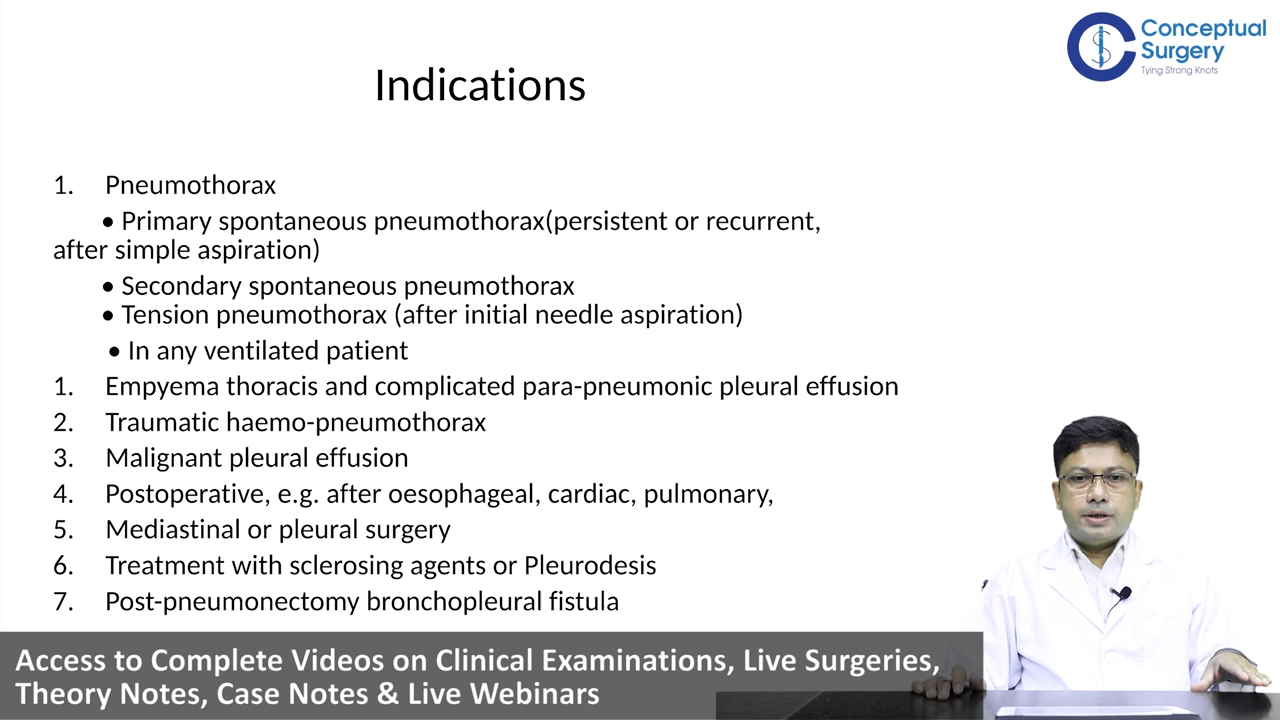 Conceptual
Surgery
Tying Strong Knots
Indications
1. Pneumothorax
• Primary spontaneous pneumothorax(persistent or recurrent,
after simple aspiration)
• Secondary spontaneous pneumothorax
• Tension pneumothorax (after initial needle aspiration)
• In any ventilated patient
1. Empyema thoracis and complicated para-pneumonic pleural effusion
2. Traumatic haemo-pneumothorax
3. Malignant pleural effusion
4. Postoperative, e.g. after oesophageal, cardiac, pulmonary,
5. Mediastinal or pleural surgery
6. Treatment with sclerosing agents or Pleurodesis
7. Post-pneumonectomy bronchopleural fistula
Access to Complete Videos on Clinical Examinations, Live Surgeries,
Theory Notes, Case Notes & Live Webinars